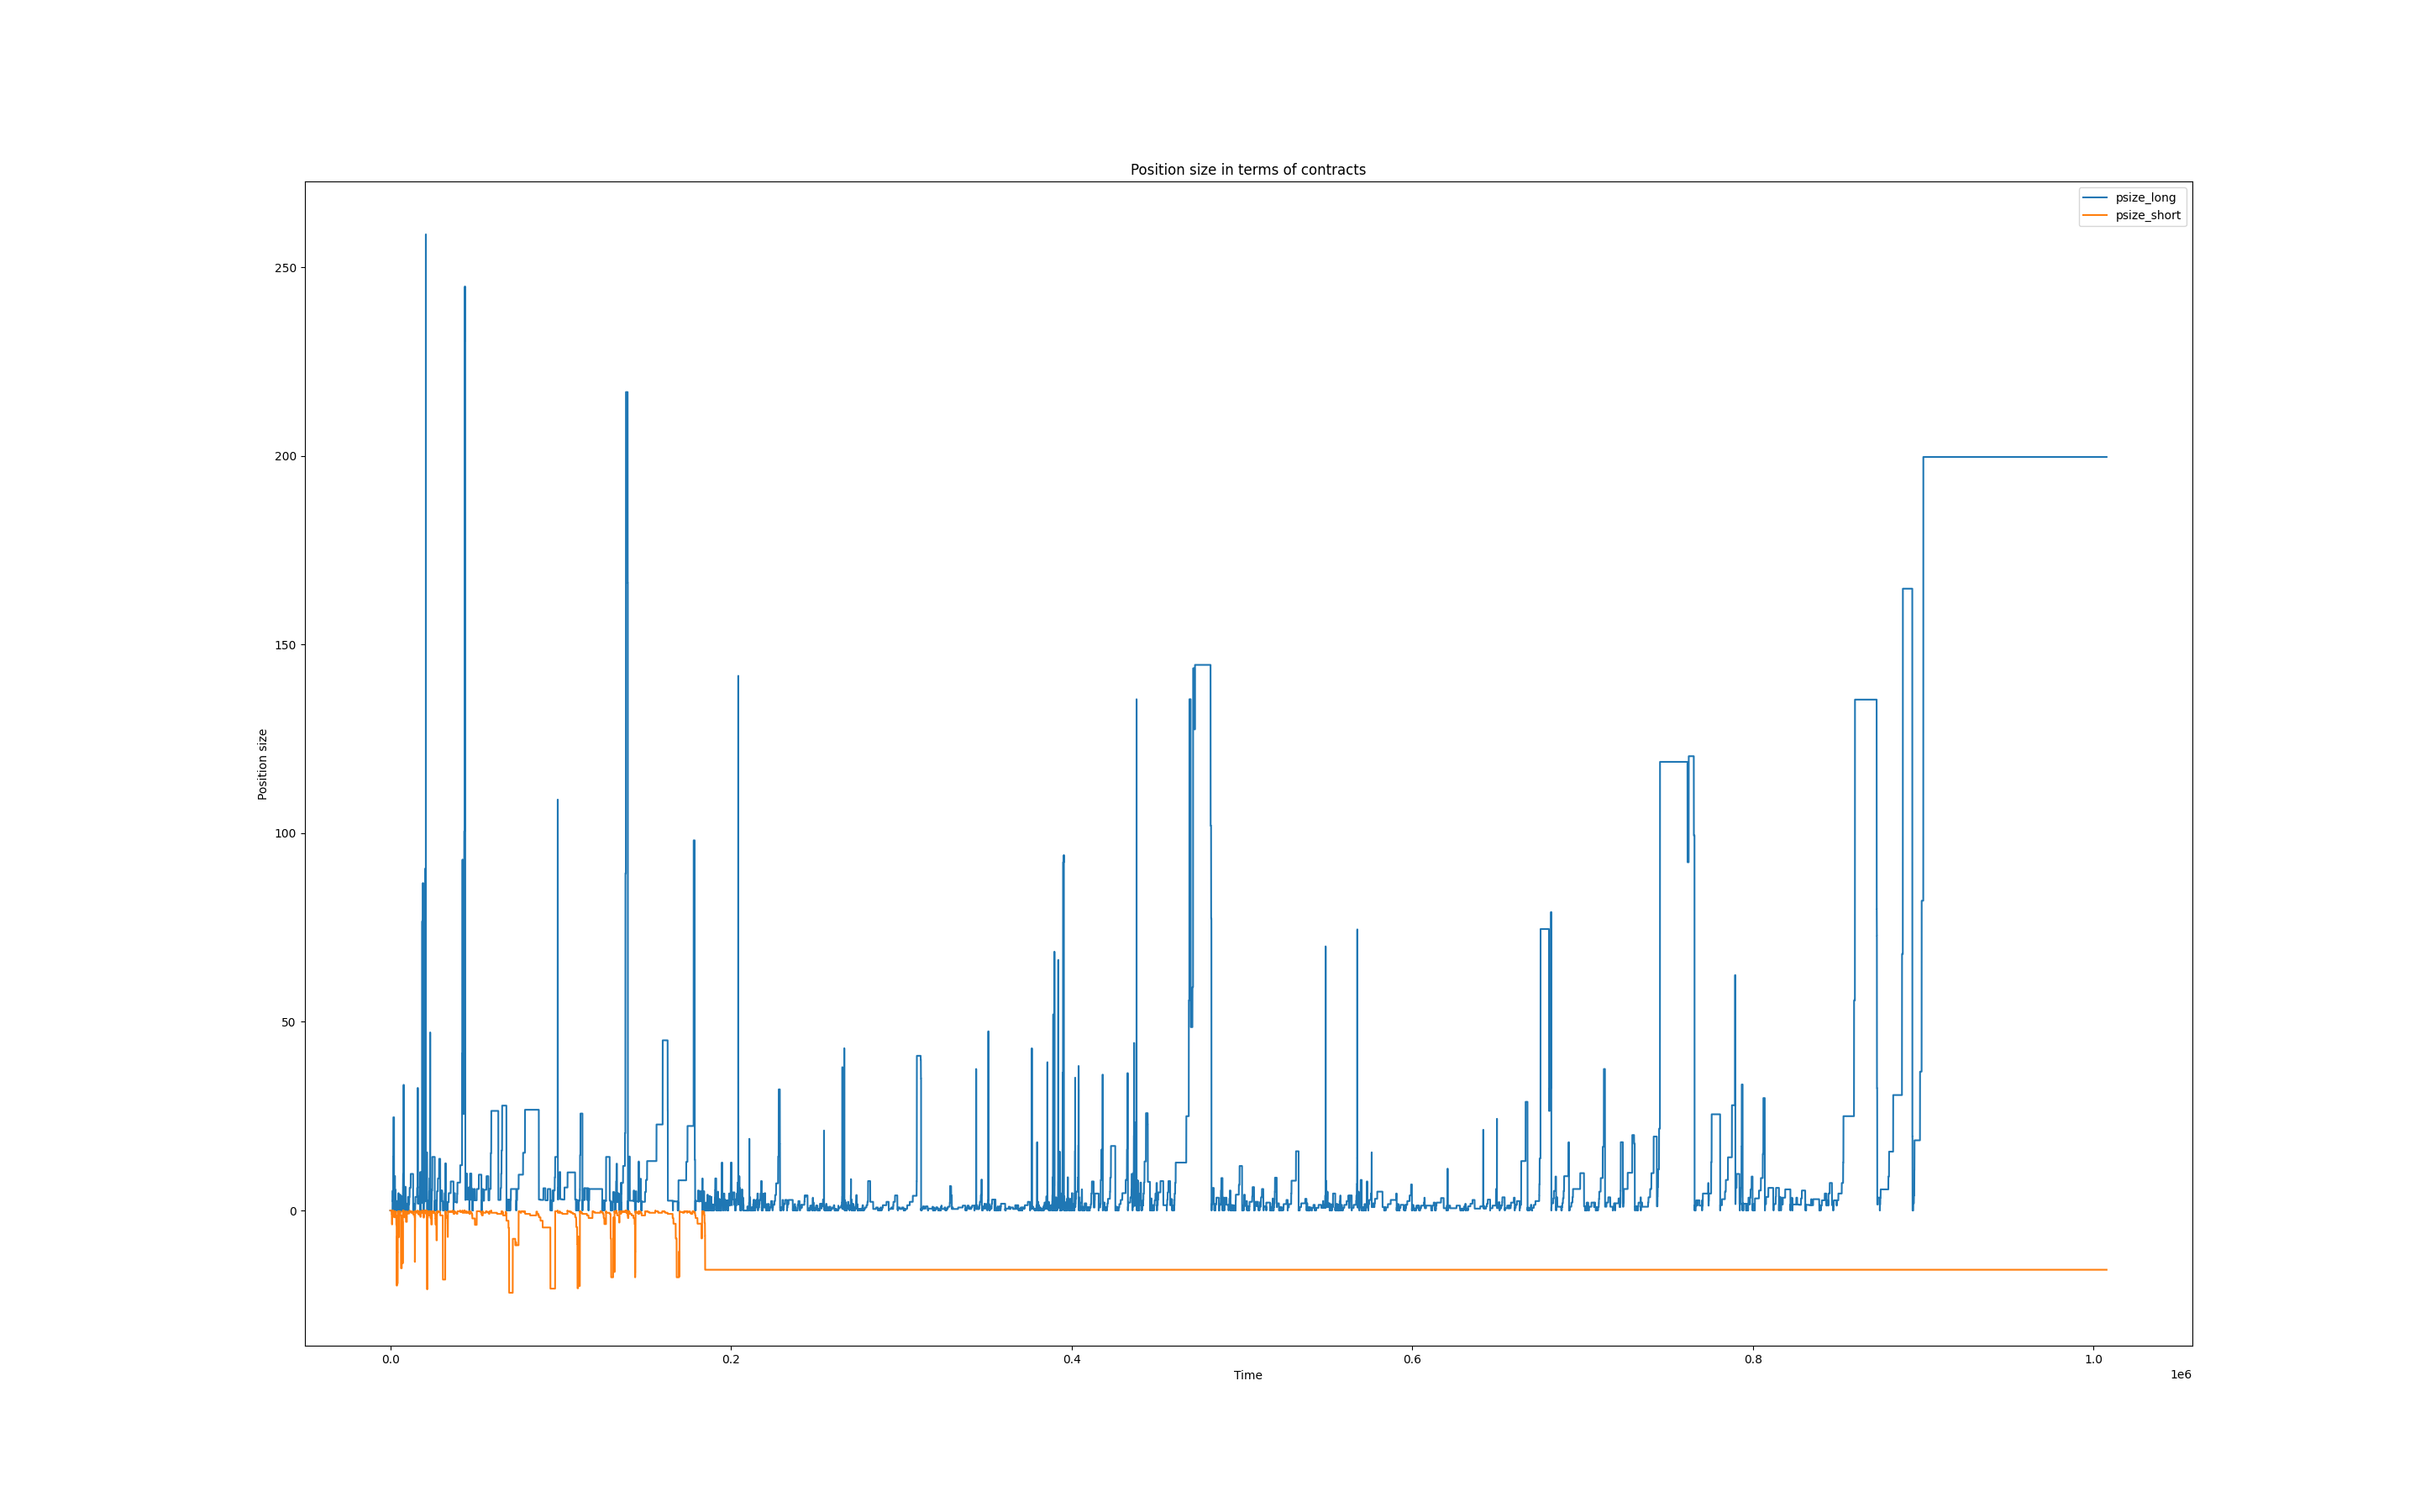 Position size in terms of contracts
psize_long
psize_short
250
200
150
100
50
0
Position size
0.0 0.2 0.4 0.6 0.8 1.0
Time
1e6